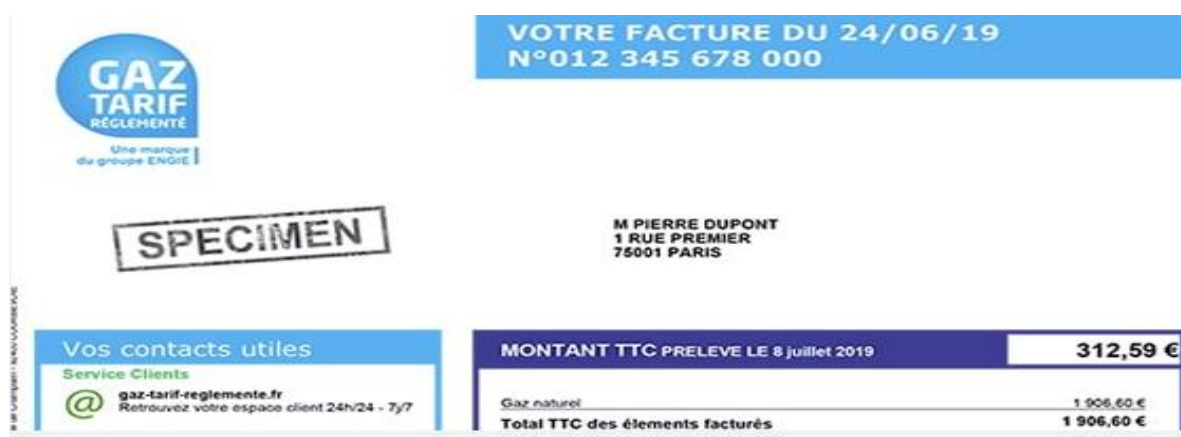 VOTRE FACTURE DU 24/06/19
N°012 345 678 000
GAZ
TARIF
RÉGLEMENTÉ
Une marque
du groupe ENGIE
SPECIMEN
M PIERRE DUPONT
1 RUE PREMIER
75001 PARIS
Vos contacts utiles
Service Clients
@ gaz-tarif-reglemente.fr
Retrouvez votre espace client 24h/24 - 7y/7
MONTANT TTC PRELEVE LE 8 juillet 2019 312,59 €
Gaz naturel 1 906,60 €
Total TTC des élements facturés 1 906,60 €